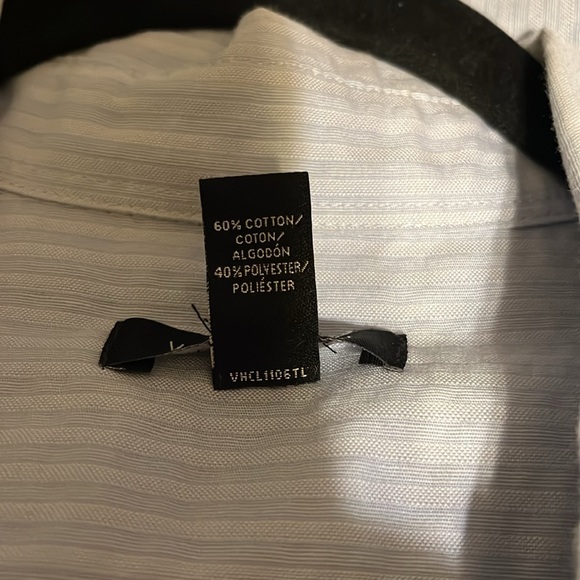 60% COTTON/
COTON/
ALGODÓN
40% POLYESTER/
POLIÉSTER
VHCL1106TL